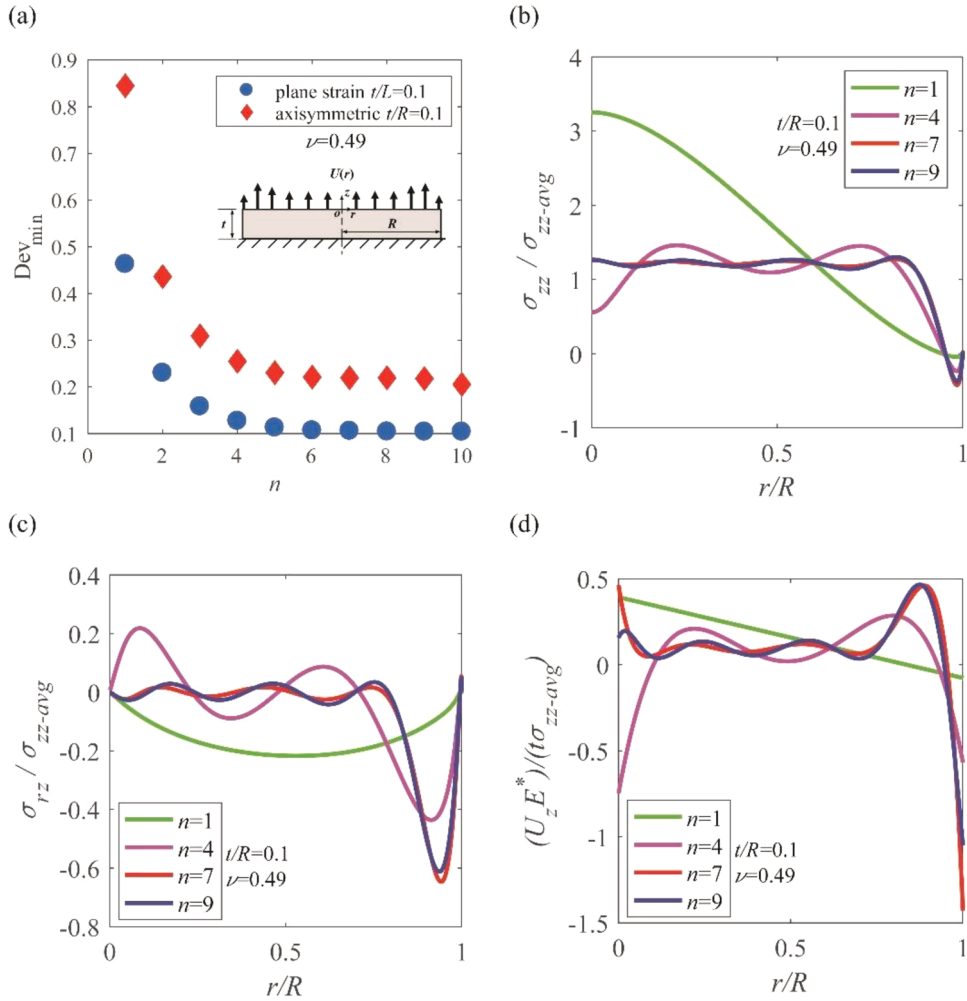 (a)
0.9
0.8
0.7
0.6
0.5
0.4
0.3
0.2
0.1
0 2 4 6 8 10
n
Dev_min
plane strain t/L=0.1
axisymmetric t/R=0.1
ν=0.49
U(r)
z
o r
t
R
(b)
4
3
2
1
0
-1
0 0.5 1
r/R
σ_zz / σ_zz-avg
t/R=0.1
ν=0.49
n=1
n=4
n=7
n=9
(c)
0.4
0.2
0
-0.2
-0.4
-0.6
-0.8
0 0.5 1
r/R
σ_rz / σ_zz-avg
n=1
n=4
n=7
n=9
t/R=0.1
ν=0.49
(d)
0.5
0
-0.5
-1
-1.5
0 0.5 1
r/R
(U_z E^*)/(tσ_zz-avg)
n=1
n=4
n=7
n=9
t/R=0.1
ν=0.49